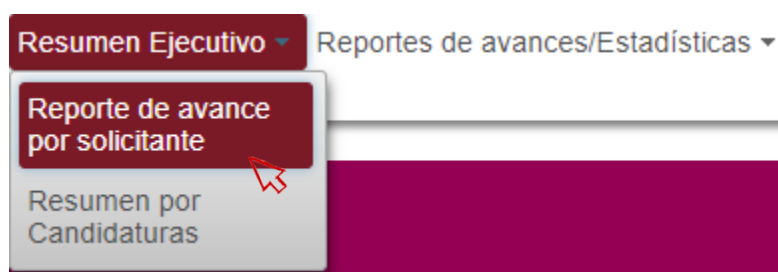 Resumen Ejecutivo Reportes de avances/Estadísticas
Reporte de avance
por solicitante
Resumen por
Candidaturas